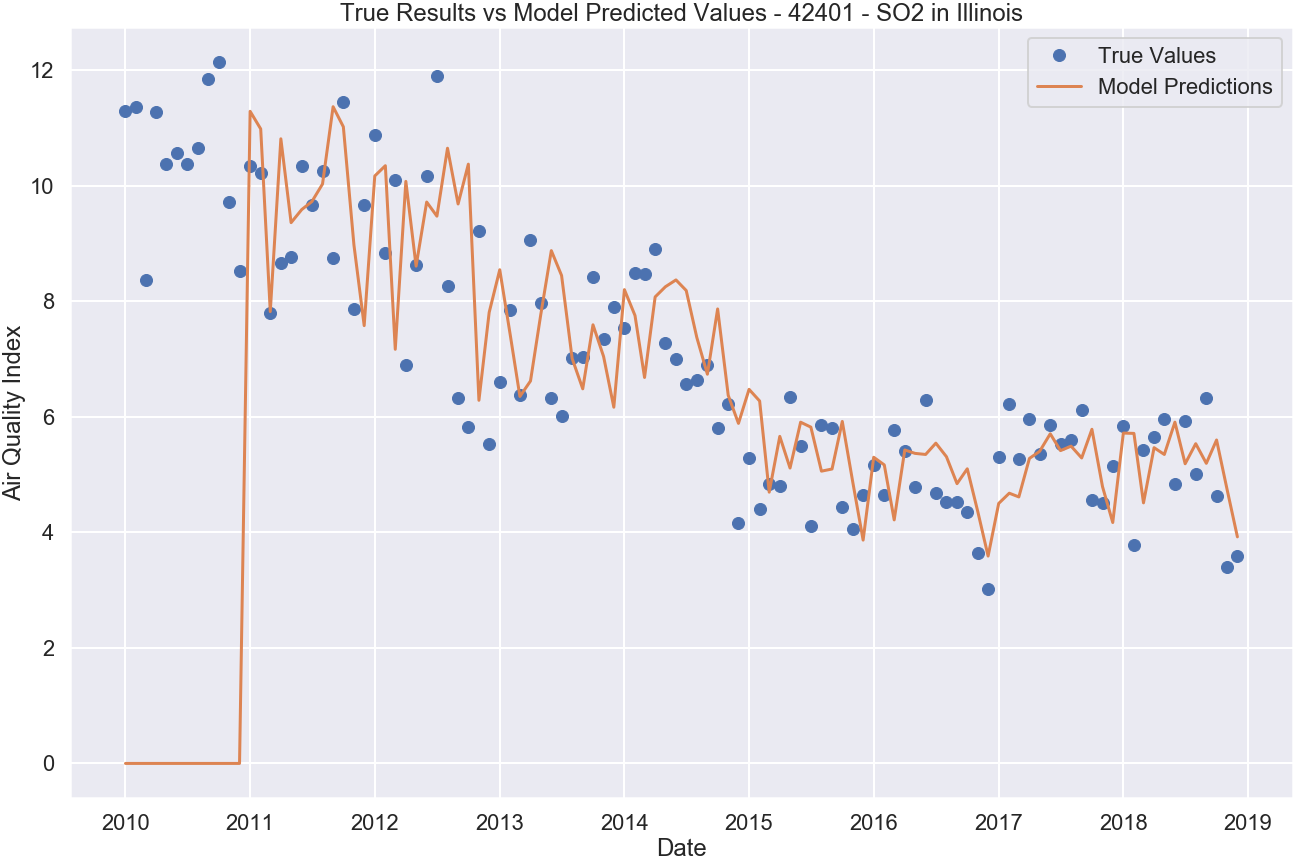 True Results vs Model Predicted Values - 42401 - SO2 in Illinois
True Values
Model Predictions
Air Quality Index
12
10
8
6
4
2
0
2010 2011 2012 2013 2014 2015 2016 2017 2018 2019
Date